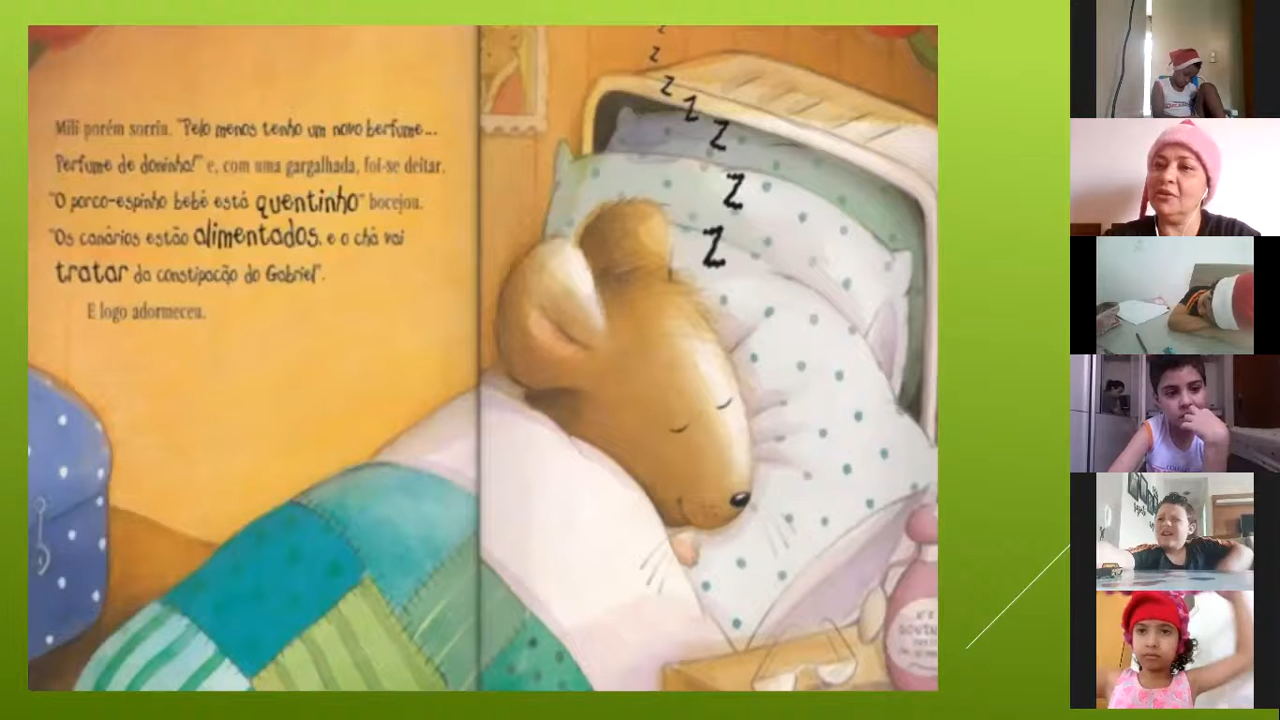 Mili porém sorriu. "Pelo menos tenho um novo perfume...
Perfume de doninha!" e, com uma gargalhada, foi-se deitar.
"O porco-espinho bebé está quentinho" bocejou.
"Os canários estão alimentados, e o chá vai
tratar da constipação do Gabriel".
E logo adormeceu.
z
z
z
z
z
z
z